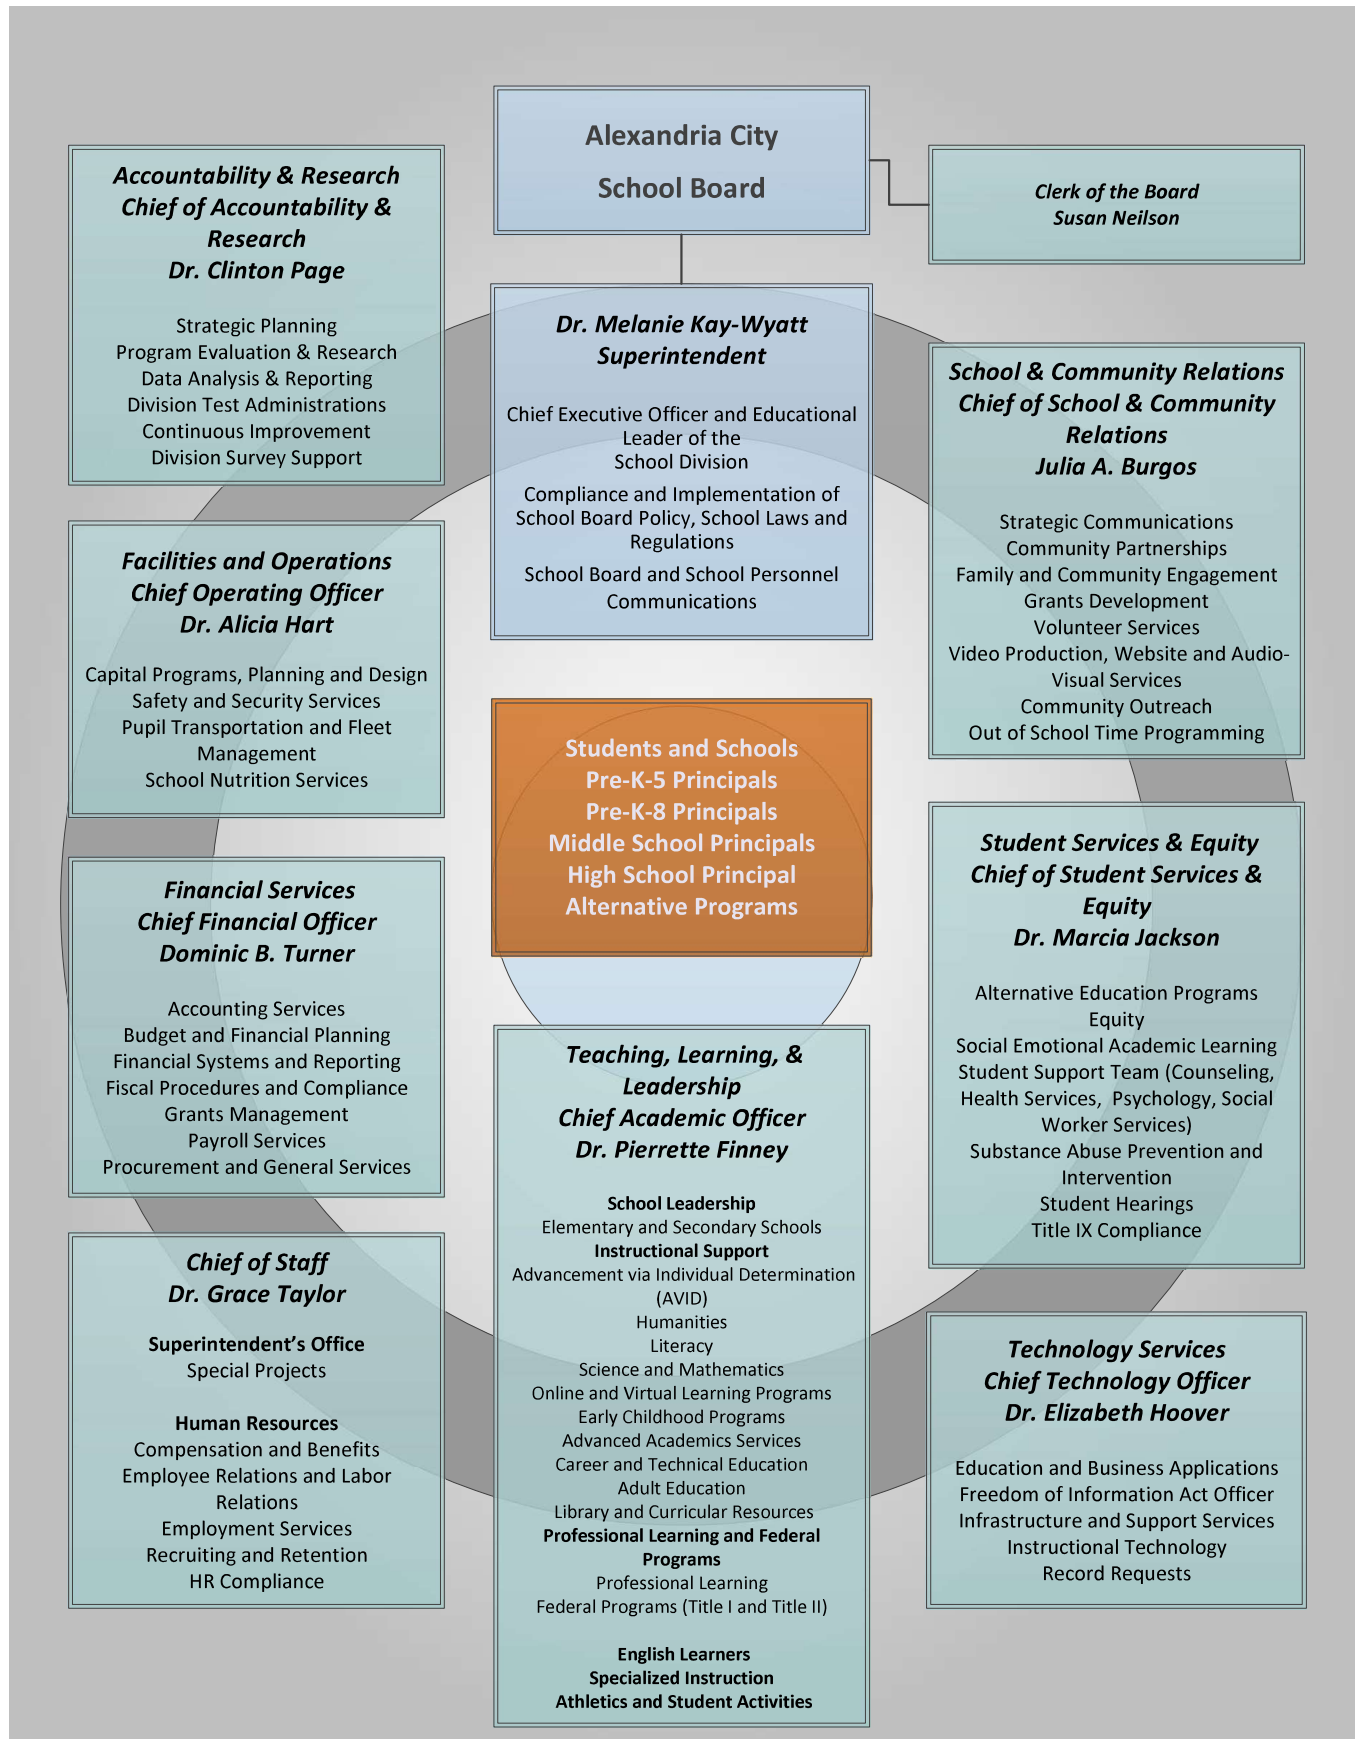 Alexandria City
School Board
Clerk of the Board
Susan Neilson
Accountability & Research
Chief of Accountability &
Research
Dr. Clinton Page
Strategic Planning
Program Evaluation & Research
Data Analysis & Reporting
Division Test Administrations
Continuous Improvement
Division Survey Support
Dr. Melanie Kay-Wyatt
Superintendent
Chief Executive Officer and Educational
Leader of the
School Division
Compliance and Implementation of
School Board Policy, School Laws and
Regulations
School Board and School Personnel
Communications
School & Community Relations
Chief of School & Community
Relations
Julia A. Burgos
Strategic Communications
Community Partnerships
Family and Community Engagement
Grants Development
Volunteer Services
Video Production, Website and Audio-
Visual Services
Community Outreach
Out of School Time Programming
Facilities and Operations
Chief Operating Officer
Dr. Alicia Hart
Capital Programs, Planning and Design
Safety and Security Services
Pupil Transportation and Fleet
Management
School Nutrition Services
Students and Schools
Pre-K-5 Principals
Pre-K-8 Principals
Middle School Principals
High School Principal
Alternative Programs
Student Services & Equity
Chief of Student Services &
Equity
Dr. Marcia Jackson
Alternative Education Programs
Equity
Social Emotional Academic Learning
Student Support Team (Counseling,
Health Services, Psychology, Social
Worker Services)
Substance Abuse Prevention and
Intervention
Student Hearings
Title IX Compliance
Financial Services
Chief Financial Officer
Dominic B. Turner
Accounting Services
Budget and Financial Planning
Financial Systems and Reporting
Fiscal Procedures and Compliance
Grants Management
Payroll Services
Procurement and General Services
Teaching, Learning, &
Leadership
Chief Academic Officer
Dr. Pierrette Finney
School Leadership
Elementary and Secondary Schools
Instructional Support
Advancement via Individual Determination
(AVID)
Humanities
Literacy
Science and Mathematics
Online and Virtual Learning Programs
Early Childhood Programs
Advanced Academics Services
Career and Technical Education
Adult Education
Library and Curricular Resources
Professional Learning and Federal
Programs
Professional Learning
Federal Programs (Title I and Title II)
English Learners
Specialized Instruction
Athletics and Student Activities
Chief of Staff
Dr. Grace Taylor
Superintendent’s Office
Special Projects
Human Resources
Compensation and Benefits
Employee Relations and Labor
Relations
Employment Services
Recruiting and Retention
HR Compliance
Technology Services
Chief Technology Officer
Dr. Elizabeth Hoover
Education and Business Applications
Freedom of Information Act Officer
Infrastructure and Support Services
Instructional Technology
Record Requests